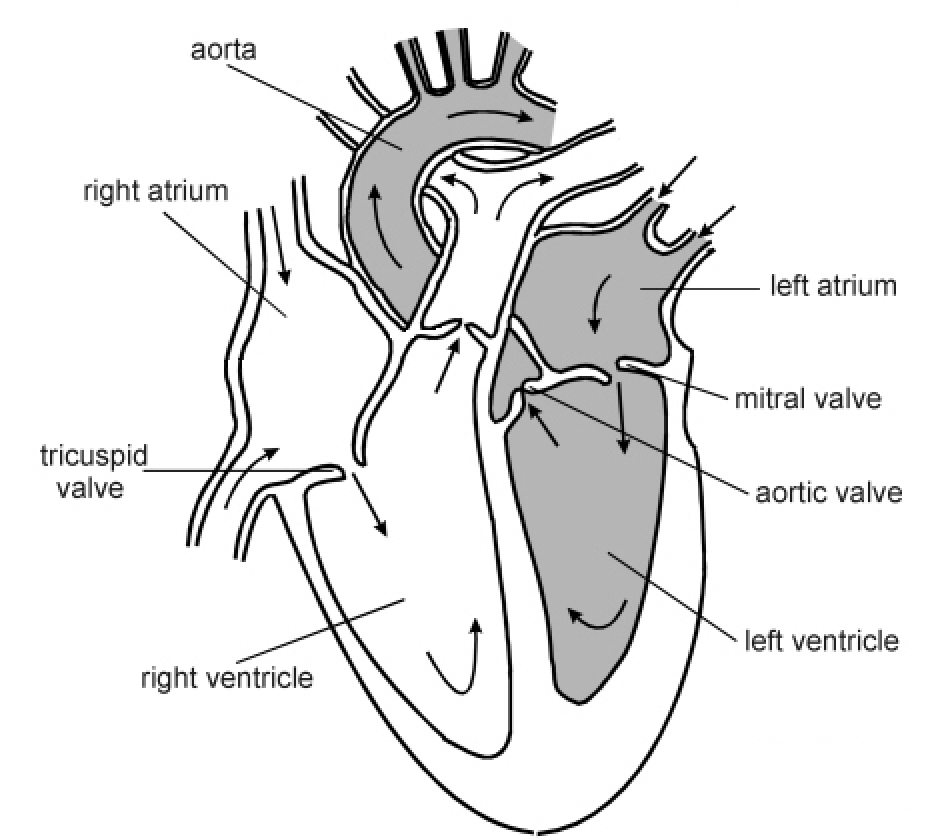 aorta
right atrium
left atrium
mitral valve
tricuspid
valve
aortic valve
left ventricle
right ventricle